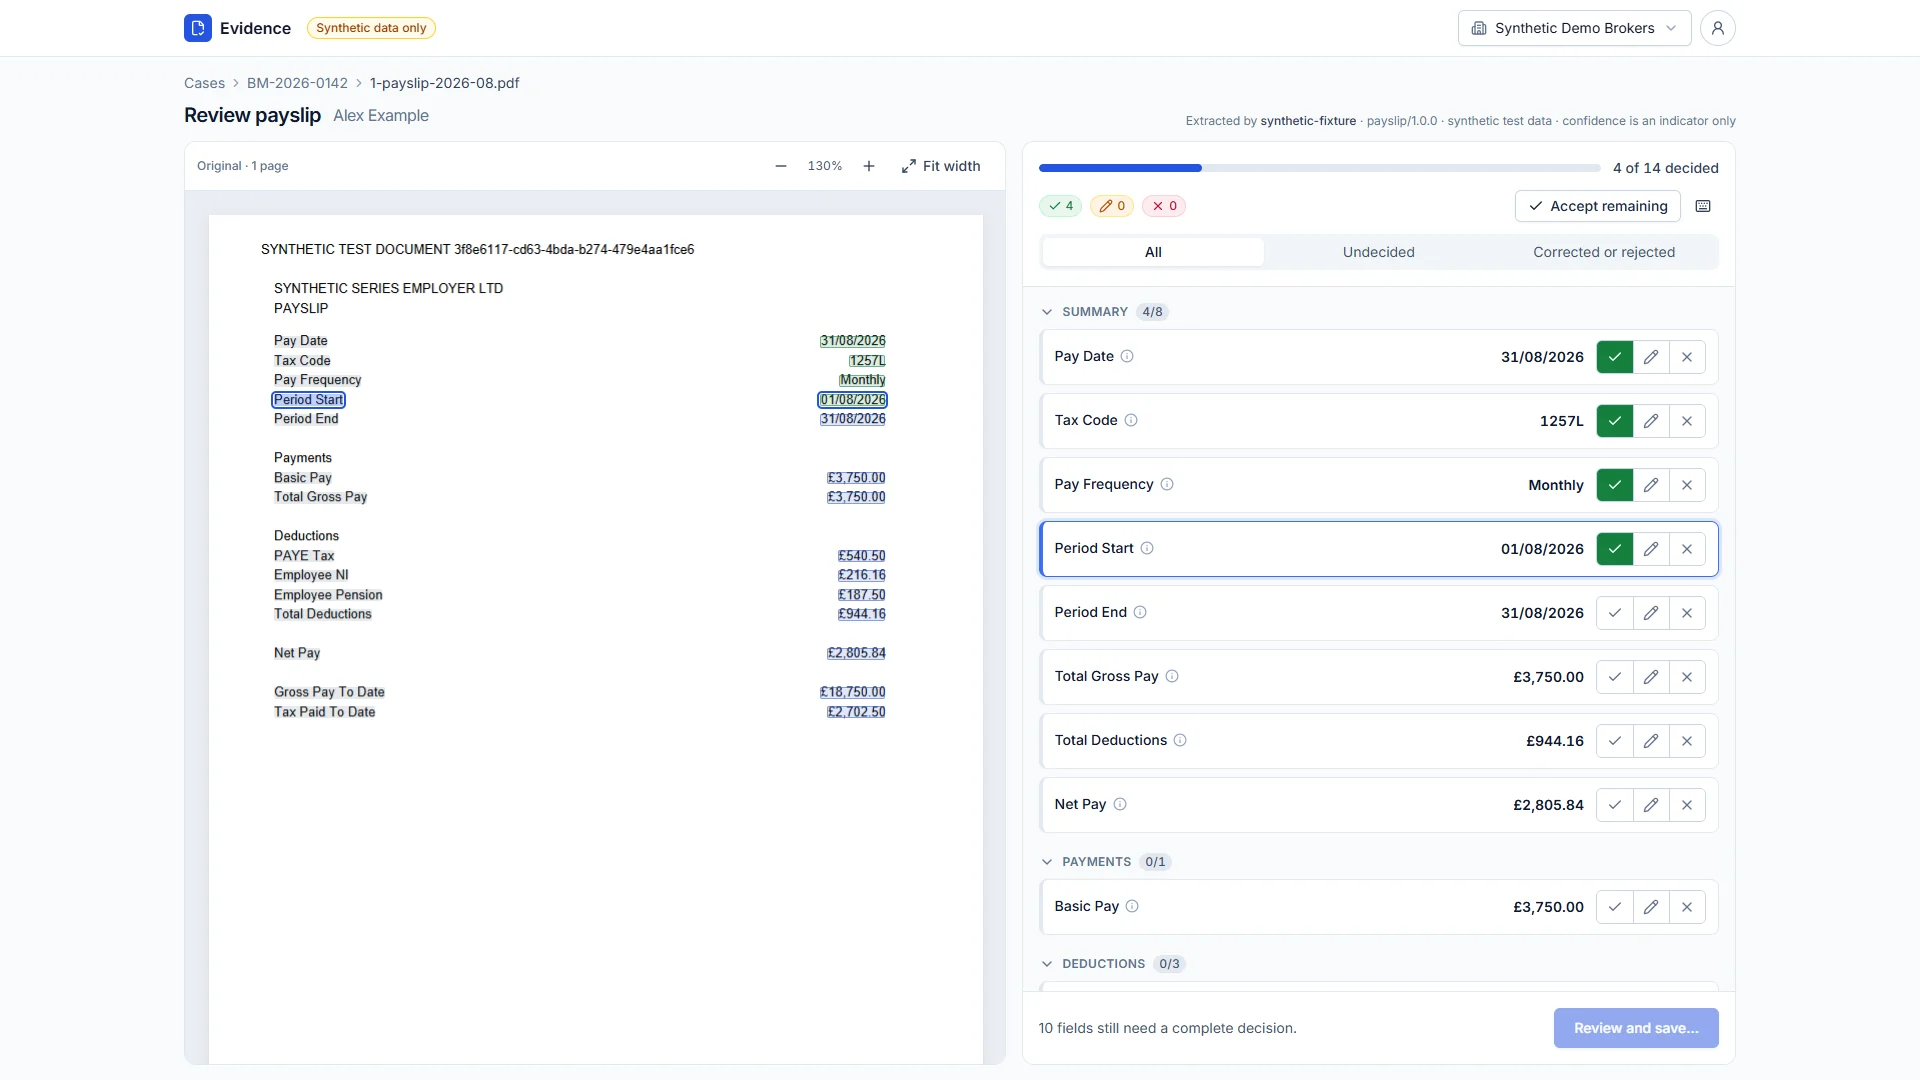 Evidence
Synthetic data only
Synthetic Demo Brokers
Cases > BM-2026-0142 > 1-payslip-2026-08.pdf
Review payslip Alex Example
Extracted by synthetic-fixture · payslip/1.0.0 · synthetic test data · confidence is an indicator only
Original · 1 page
130%
Fit width
SYNTHETIC TEST DOCUMENT 3f8e6117-cd63-4bda-b274-479e4aa1fce6
SYNTHETIC SERIES EMPLOYER LTD
PAYSLIP
Pay Date 31/08/2026
Tax Code 1257L
Pay Frequency Monthly
Period Start 01/08/2026
Period End 31/08/2026
Payments
Basic Pay £3,750.00
Total Gross Pay £3,750.00
Deductions
PAYE Tax £540.50
Employee NI £216.16
Employee Pension £187.50
Total Deductions £944.16
Net Pay £2,805.84
Gross Pay To Date £18,750.00
Tax Paid To Date £2,702.50
4 of 14 decided
4 0 0
Accept remaining
All Undecided Corrected or rejected
SUMMARY 4/8
Pay Date 31/08/2026
Tax Code 1257L
Pay Frequency Monthly
Period Start 01/08/2026
Period End 31/08/2026
Total Gross Pay £3,750.00
Total Deductions £944.16
Net Pay £2,805.84
PAYMENTS 0/1
Basic Pay £3,750.00
DEDUCTIONS 0/3
10 fields still need a complete decision.
Review and save...